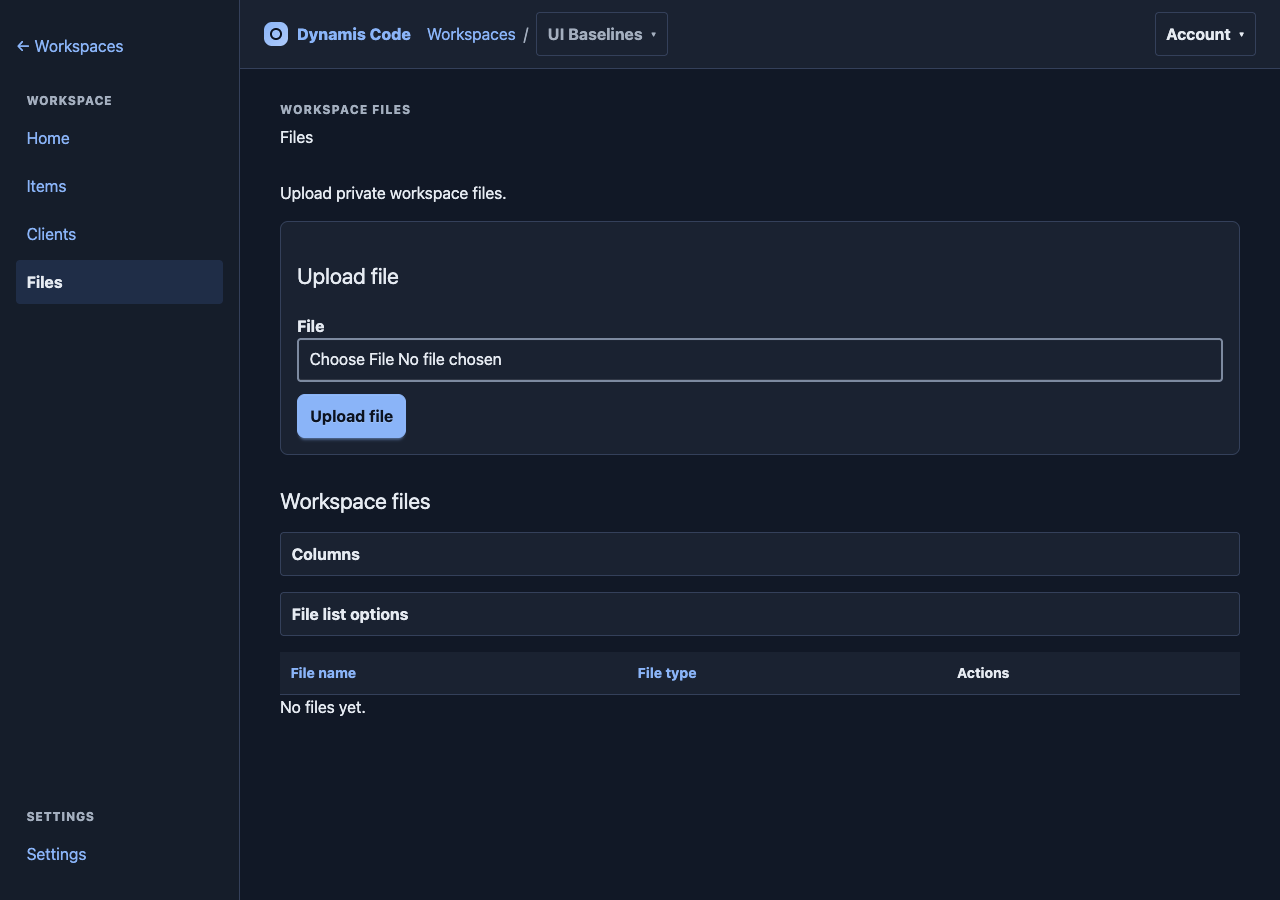 ← Workspaces
WORKSPACE
Home
Items
Clients
Files
SETTINGS
Settings
Dynamis Code Workspaces / UI Baselines ▾ Account ▾
WORKSPACE FILES
Files
Upload private workspace files.
Upload file
File
Choose File No file chosen
Upload file
Workspace files
Columns
File list options
File name File type Actions
No files yet.